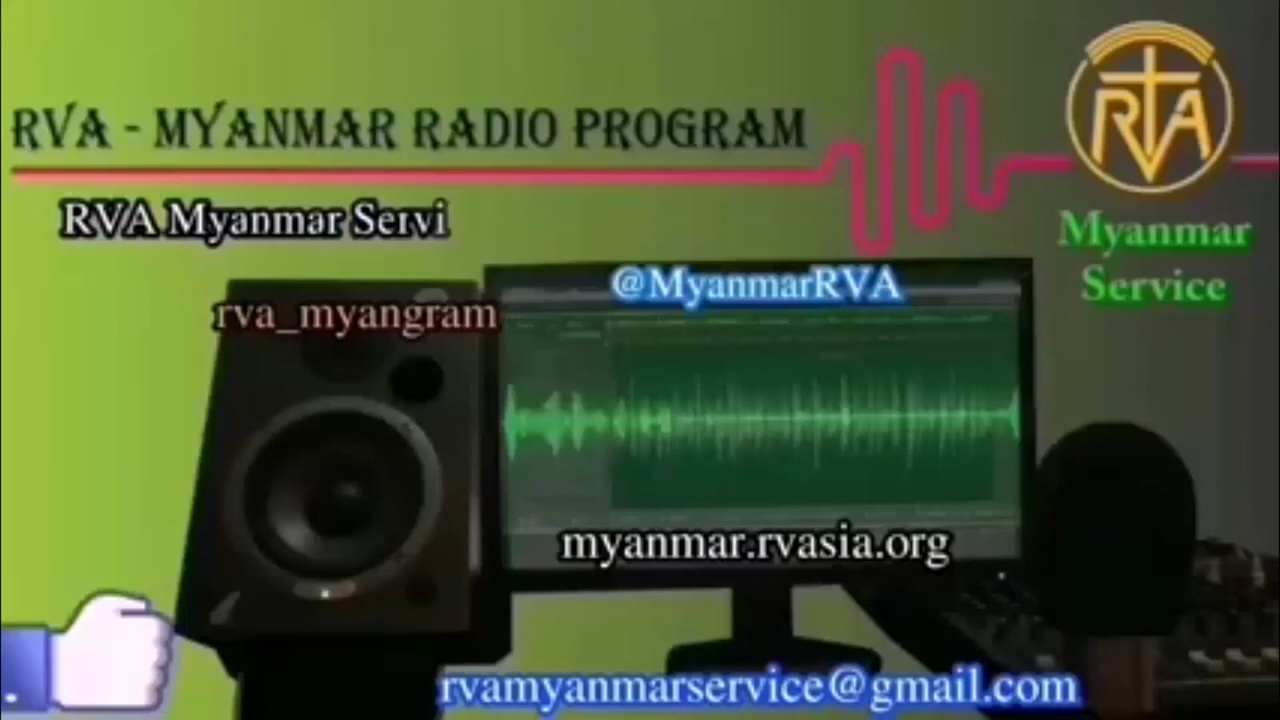 RVA - MYANMAR RADIO PROGRAM
RVA
Myanmar
Service
RVA Myanmar Servi
@MyanmarRVA
rva_myangram
myanmar.rvasia.org
rvamyanmarservice@gmail.com